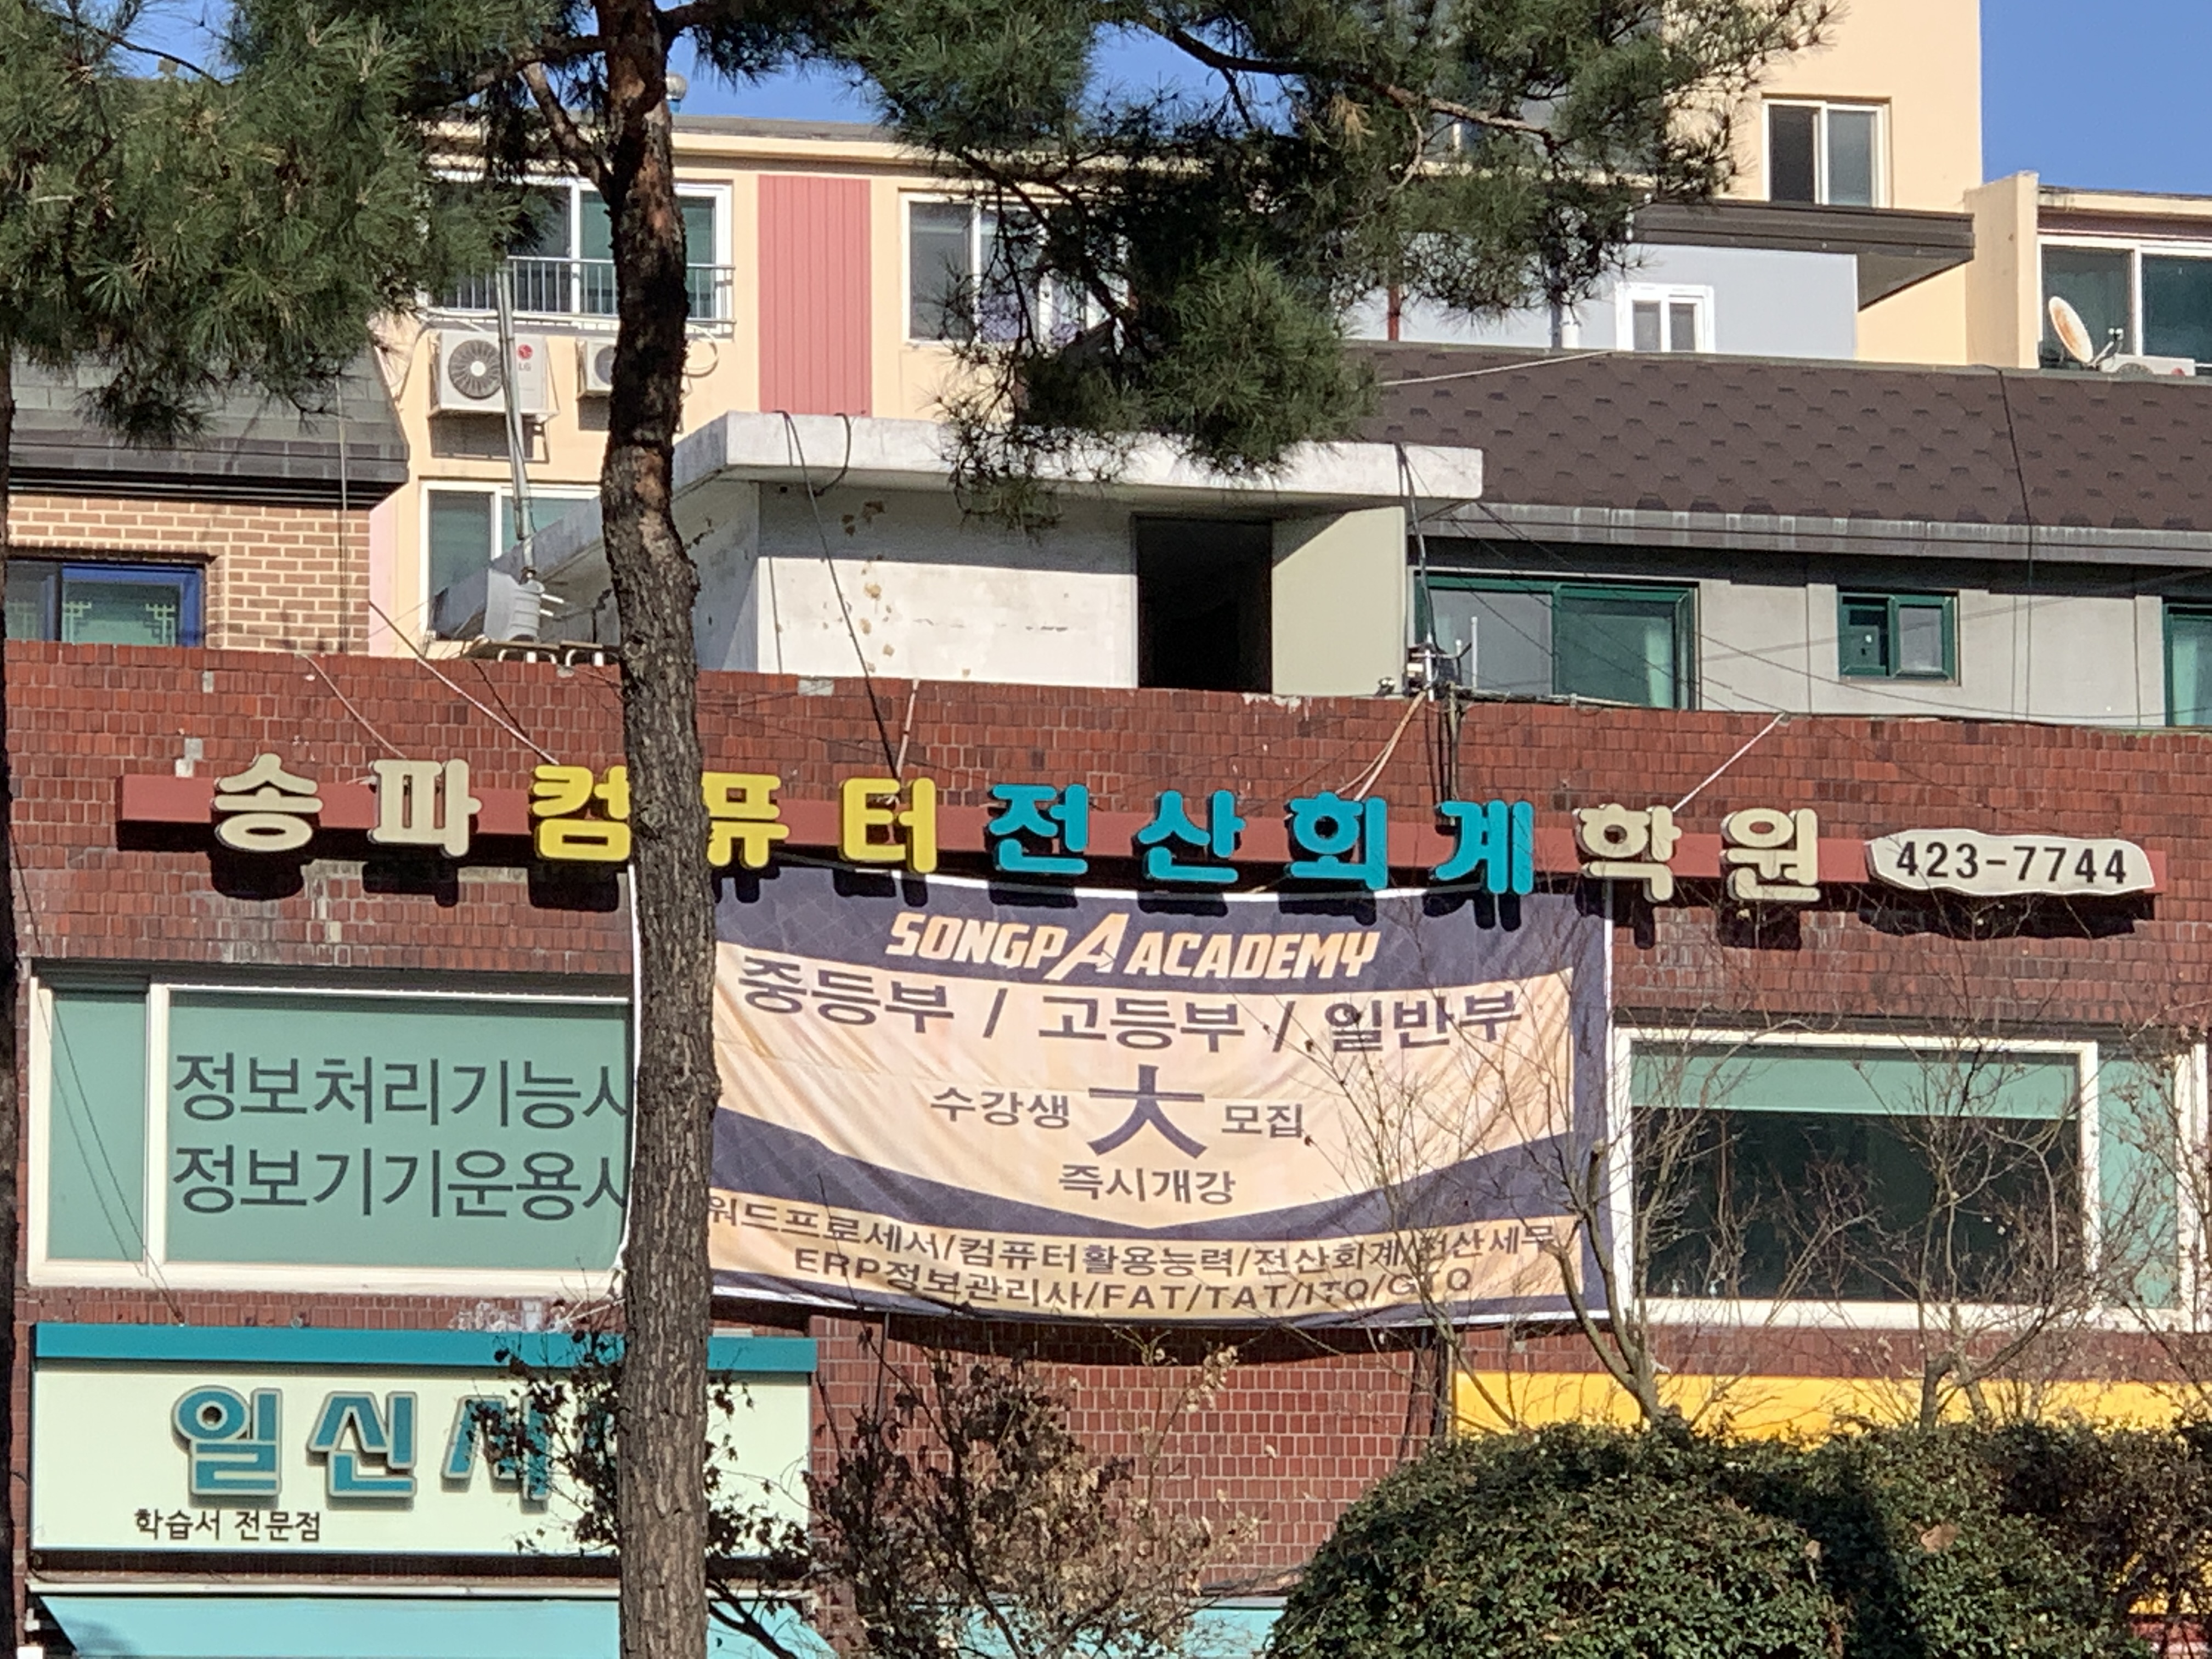 송파컴퓨터전산회계학원 423-7744
SONGPA ACADEMY
중등부 / 고등부 / 일반부
수강생 大 모집
즉시개강
워드프로세서/컴퓨터활용능력/전산회계/전산세무
ERP정보관리사/FAT/TAT/ITQ/GTQ
정보처리기능사
정보기기운용사
일신서
학습서 전문점
LG